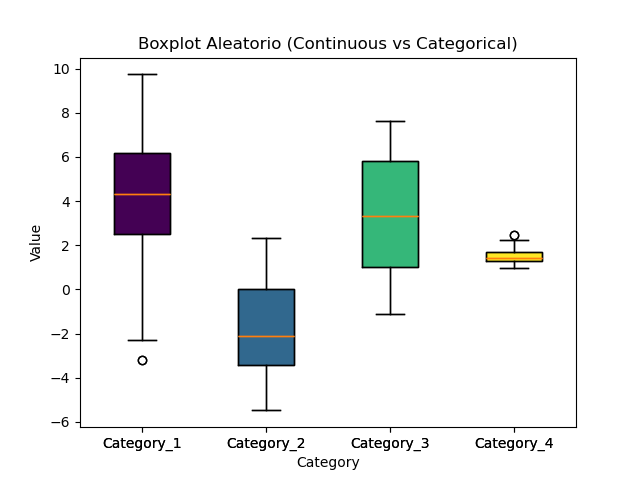 Boxplot Aleatorio (Continuous vs Categorical)
Value
10
8
6
4
2
0
−2
−4
−6
Category_1 Category_2 Category_3 Category_4
Category